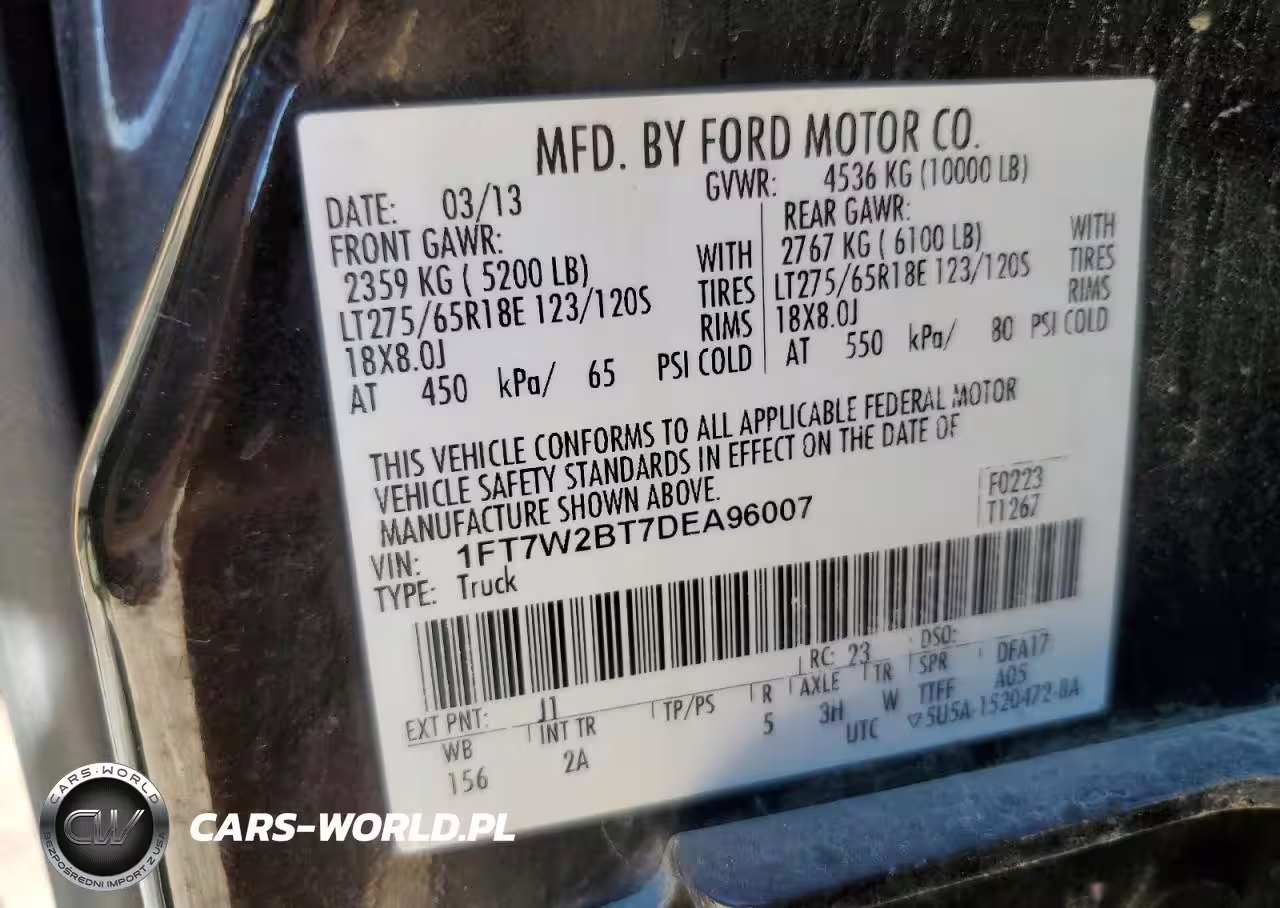 MFD. BY FORD MOTOR CO.
DATE: 03/13 GVWR: 4536 KG (10000 LB)
FRONT GAWR: REAR GAWR:
2359 KG ( 5200 LB) WITH 2767 KG ( 6100 LB) WITH
LT275/65R18E 123/120S TIRES LT275/65R18E 123/120S TIRES
18X8.0J RIMS 18X8.0J RIMS
AT 450 kPa/ 65 PSI COLD AT 550 kPa/ 80 PSI COLD
THIS VEHICLE CONFORMS TO ALL APPLICABLE FEDERAL MOTOR
VEHICLE SAFETY STANDARDS IN EFFECT ON THE DATE OF
MANUFACTURE SHOWN ABOVE.
F0223
VIN: 1FT7W2BT7DEA96007 T1267
TYPE: Truck
EXT PNT: J1 RC: 23 DSO:
WB INT TR TP/PS R AXLE TR SPR DFA17
156 2A 5 3H W TTFF A05
UTC ▽5U5A-1520472-BA
CARS-WORLD
CW
BEZPOŚREDNI IMPORT Z USA
CARS-WORLD.PL